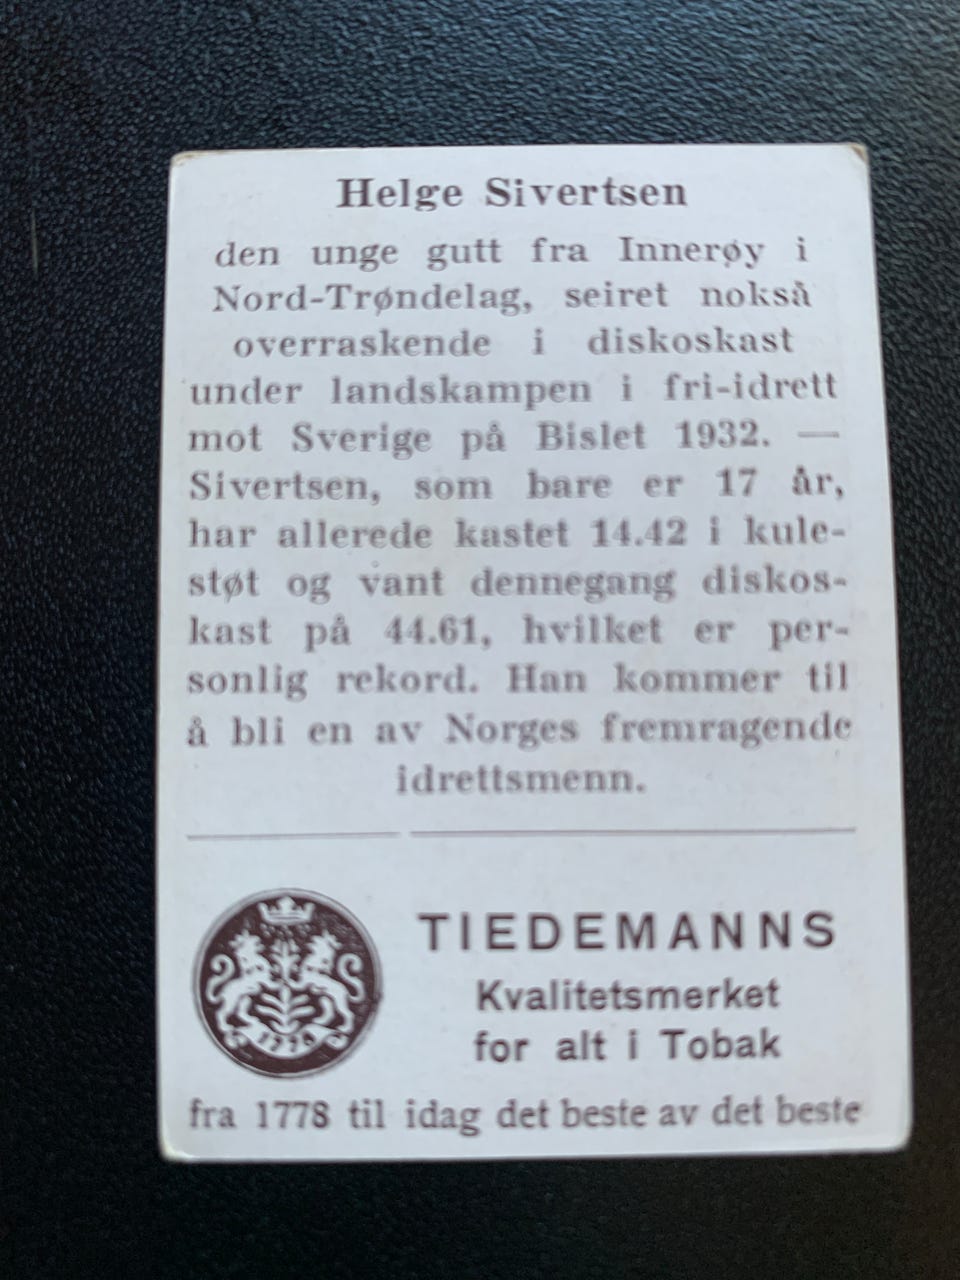 Helge Sivertsen
den unge gutt fra Innerøy i
Nord-Trøndelag, seiret nokså
overraskende i diskoskast
under landskampen i fri-idrett
mot Sverige på Bislet 1932. —
Sivertsen, som bare er 17 år,
har allerede kastet 14.42 i kule-
støt og vant dennegang diskos-
kast på 44.61, hvilket er per-
sonlig rekord. Han kommer til
å bli en av Norges fremragende
idrettsmenn.
TIEDEMANNS
Kvalitetsmerket
for alt i Tobak
1778
fra 1778 til idag det beste av det beste